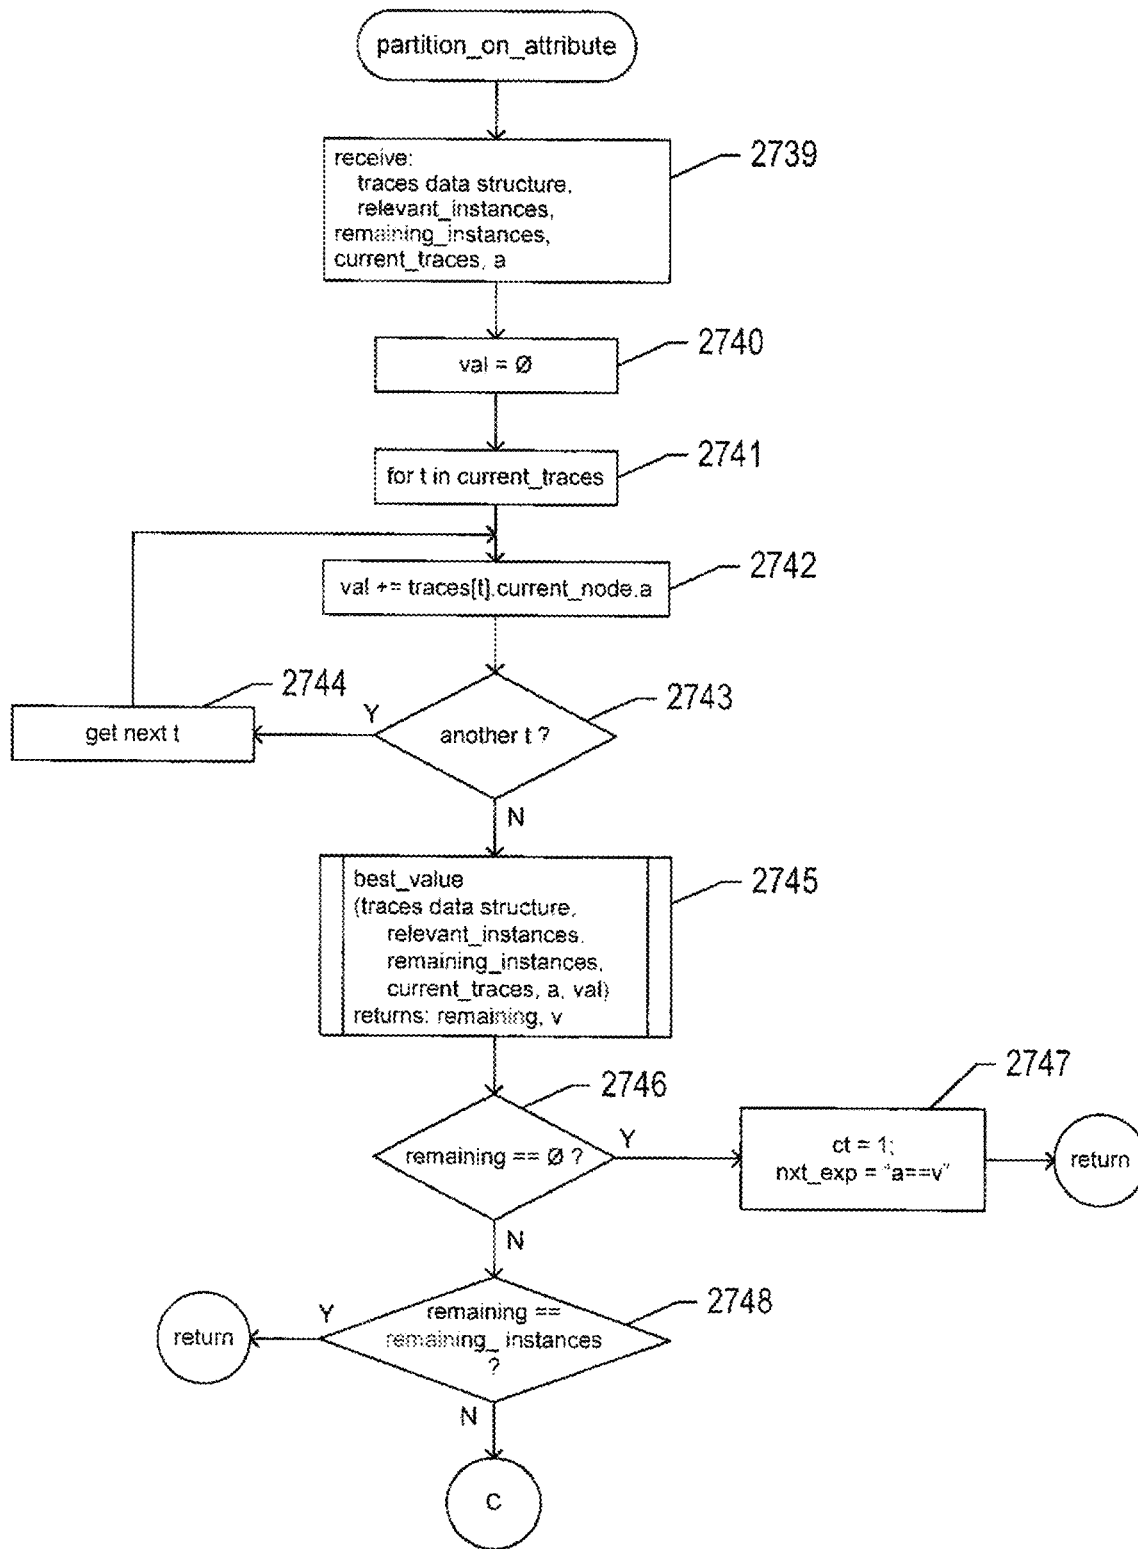 partition_on_attribute
2739
receive:
traces data structure,
relevant_instances,
remaining_instances,
current_traces, a
2740
val = Ø
2741
for t in current_traces
2742
val += traces[t].current_node.a
2744
2743
Y
get next t
another t ?
N
2745
best_value
(traces data structure,
relevant_instances.
remaining_instances,
current_traces, a, val)
returns: remaining, v
2746
2747
remaining == Ø ?
Y
ct = 1;
nxt_exp = "a==v"
return
N
2748
Y
return
remaining ==
remaining_ instances
?
N
C